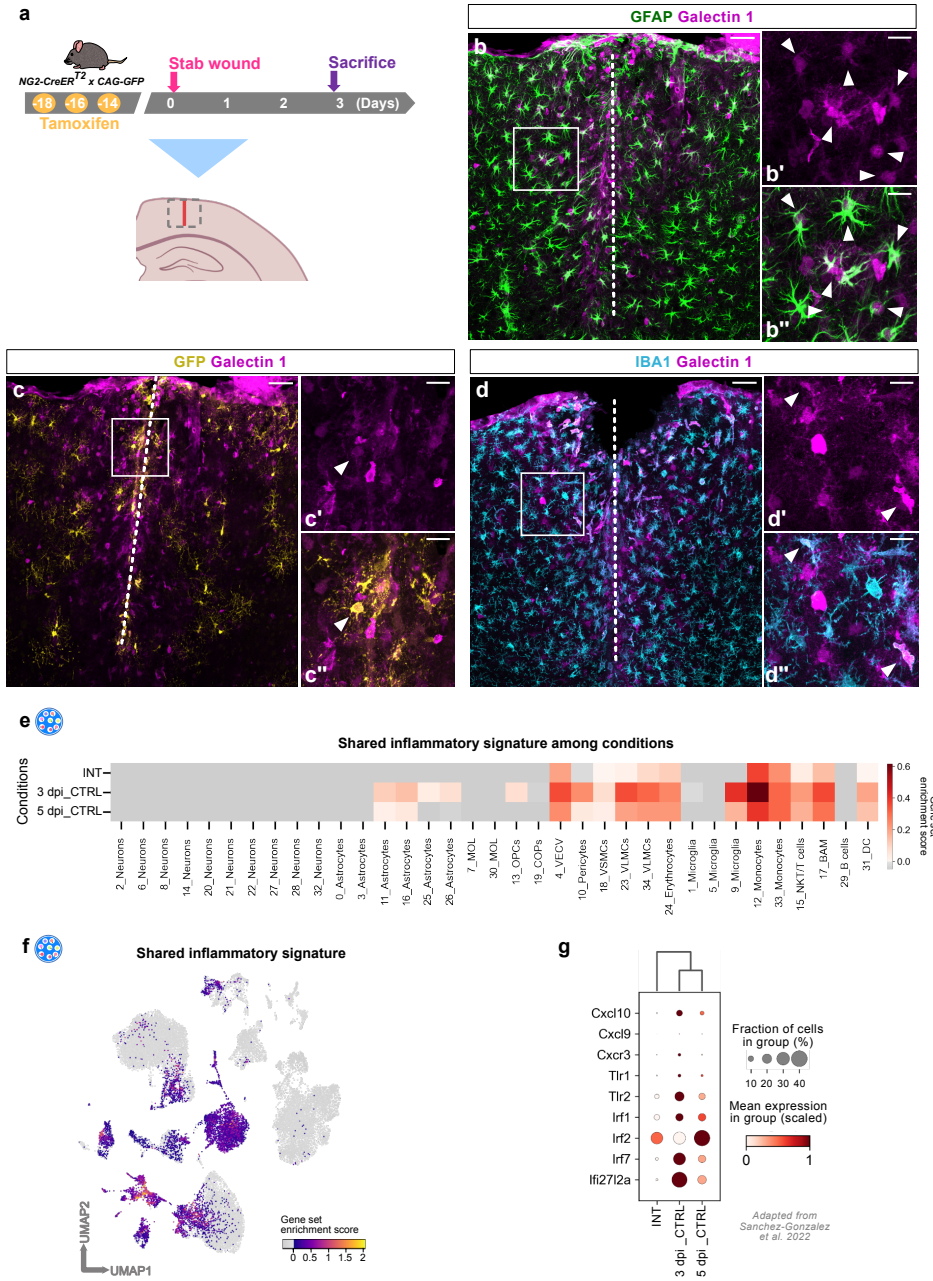 a
NG2-CreERT2 x CAG-GFP
-18 -16 -14
Tamoxifen
Stab wound
Sacrifice
0 1 2 3 (Days)
GFAP Galectin 1
b
b'
b"
GFP Galectin 1
c
c'
c"
IBA1 Galectin 1
d
d'
d"
e
Shared inflammatory signature among conditions
Conditions
INT
3 dpi_CTRL
5 dpi_CTRL
2_Neurons
6_Neurons
8_Neurons
14_Neurons
20_Neurons
21_Neurons
22_Neurons
27_Neurons
28_Neurons
32_Neurons
0_Astrocytes
3_Astrocytes
11_Astrocytes
16_Astrocytes
25_Astrocytes
26_Astrocytes
7_MOL
30_MOL
13_OPCs
19_COPs
4_VECV
10_Pericytes
18_VSMCs
23_VLMCs
34_VLMCs
24_Erythrocytes
1_Microglia
5_Microglia
9_Microglia
12_Monocytes
33_Monocytes
15_NKT/T cells
17_BAM
29_B cells
31_DC
0.6
0.4
0.2
0.0
enrichment score
f
Shared inflammatory signature
UMAP2
UMAP1
Gene set
enrichment score
0 0.5 1 1.5 2
g
Cxcl10
Cxcl9
Cxcr3
Tlr1
Tlr2
Irf1
Irf2
Irf7
Ifi27l2a
INT
3 dpi _CTRL
5 dpi _CTRL
Fraction of cells
in group (%)
10 20 30 40
Mean expression
in group (scaled)
0 1
Adapted from
Sanchez-Gonzalez
et al. 2022